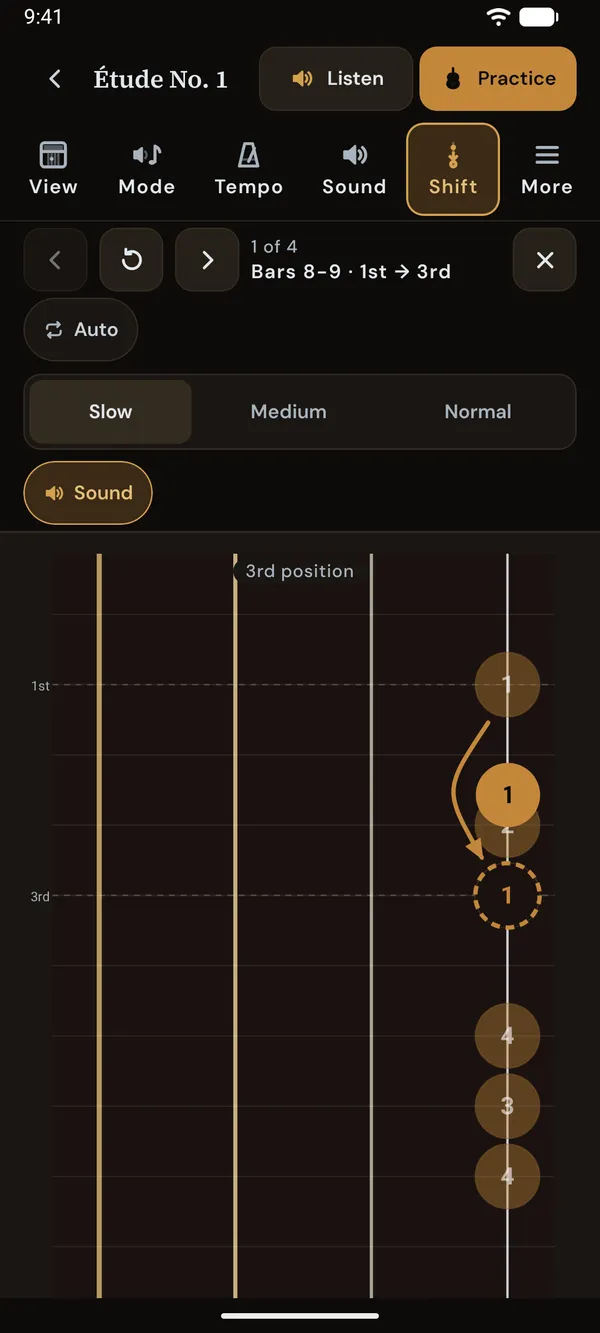 9:41
Étude No. 1
Listen
Practice
View
Mode
Tempo
Sound
Shift
More
1 of 4
Bars 8–9 · 1st → 3rd
Auto
Slow
Medium
Normal
Sound
3rd position
1st
1
1
2
3rd
1
4
3
4